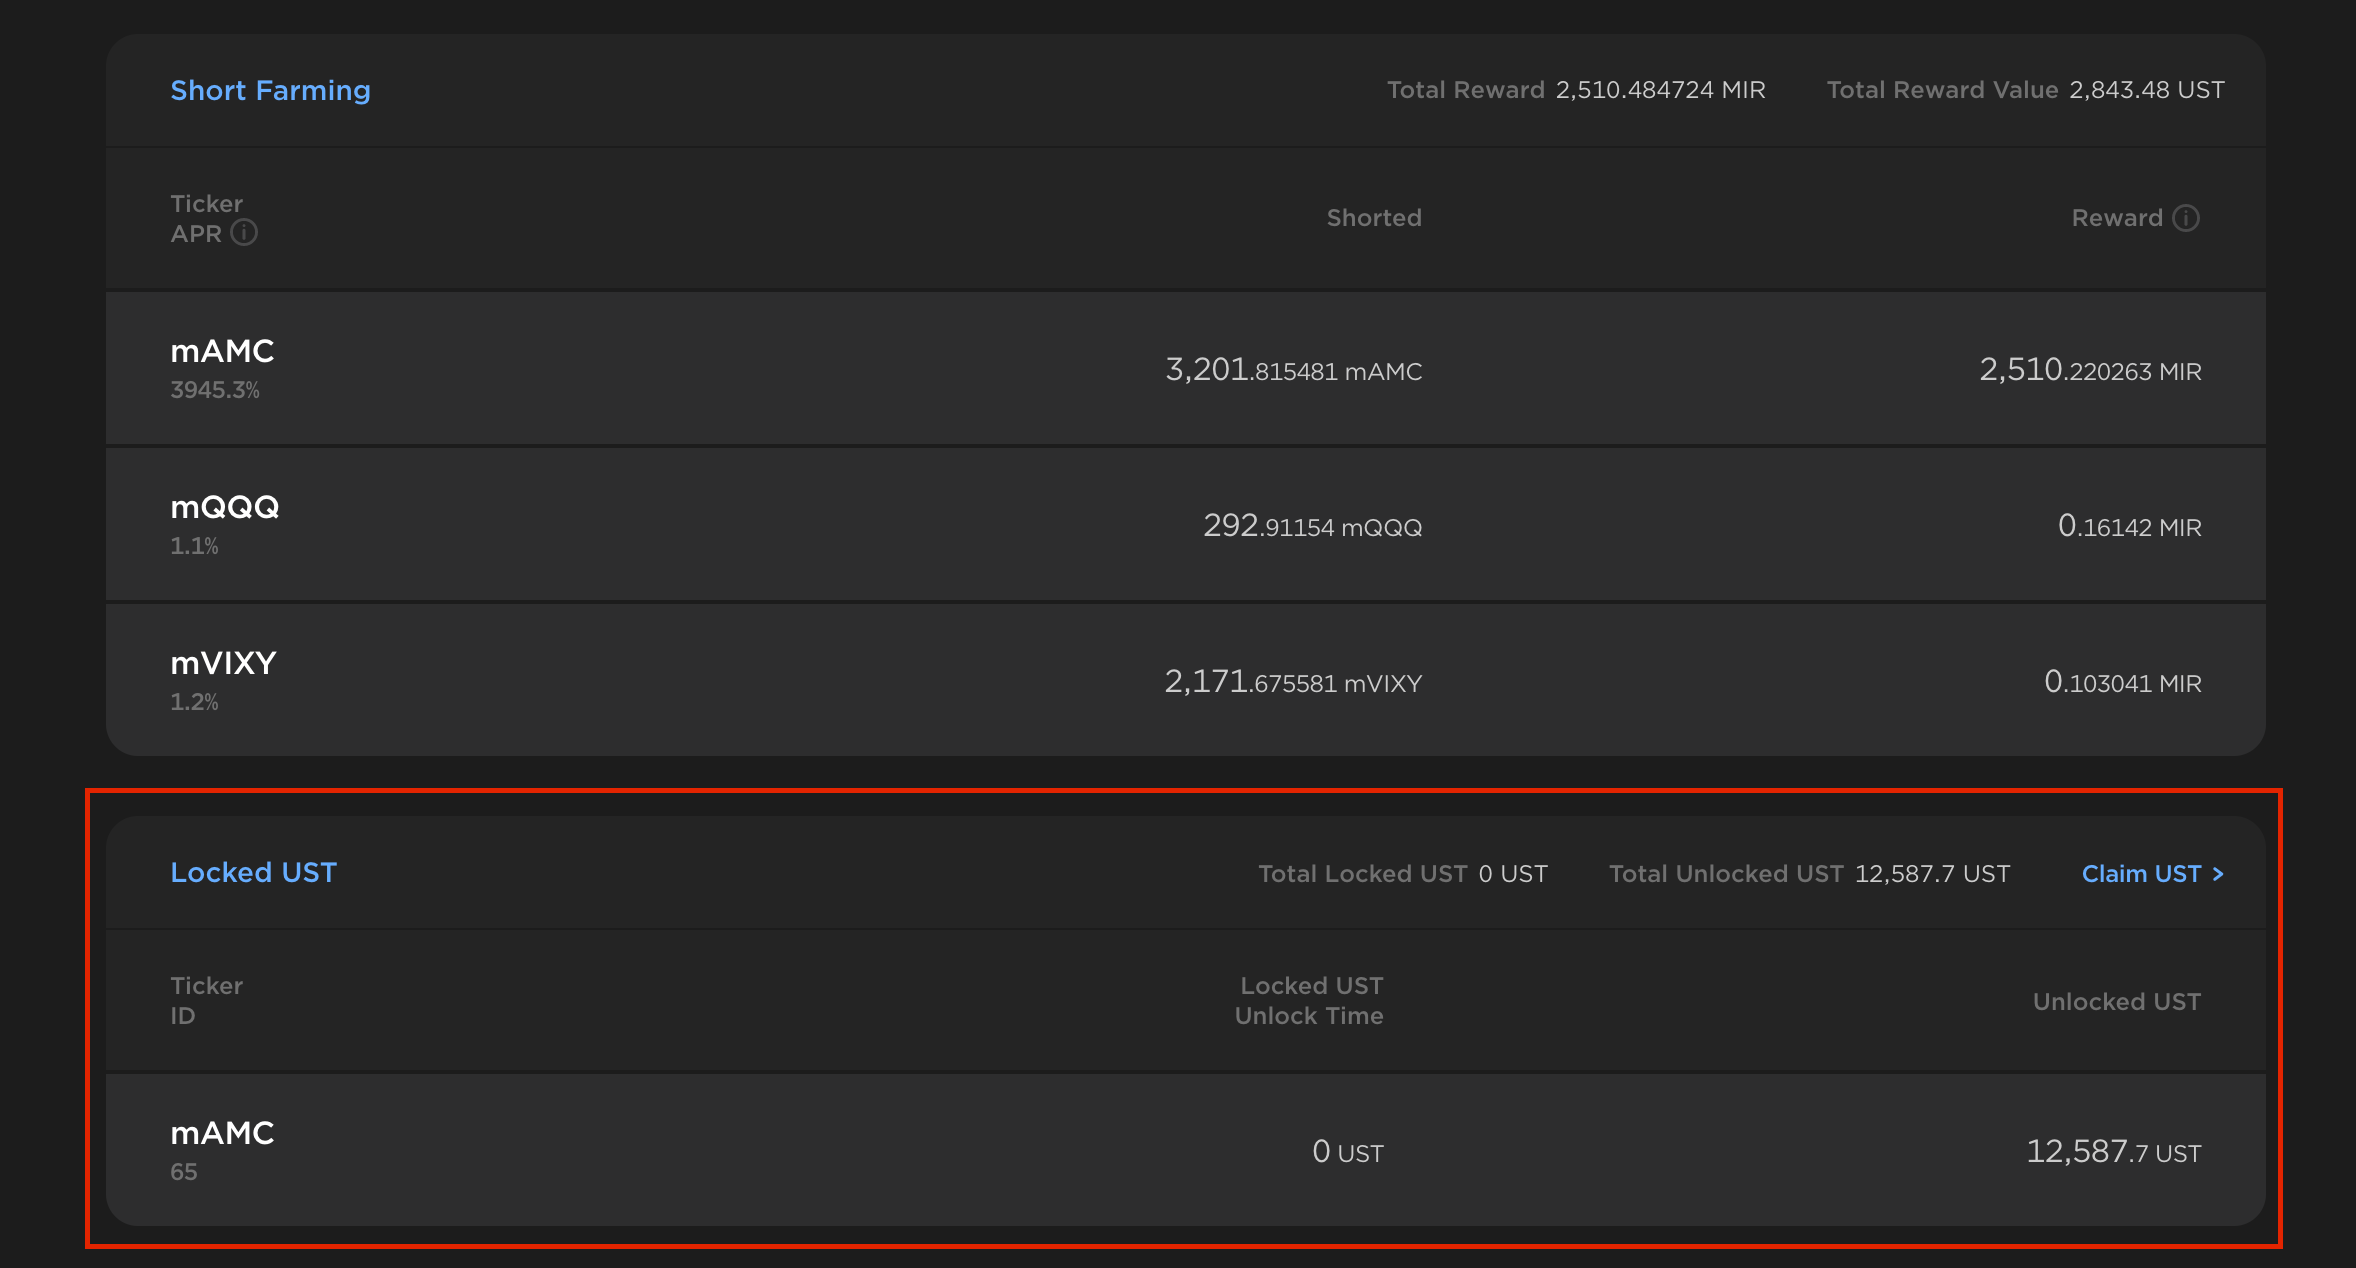 Short Farming Total Reward 2,510.484724 MIR Total Reward Value 2,843.48 UST
Ticker
APR
Shorted
Reward
mAMC
3945.3%
3,201.815481 mAMC
2,510.220263 MIR
mQQQ
1.1%
292.91154 mQQQ
0.16142 MIR
mVIXY
1.2%
2,171.675581 mVIXY
0.103041 MIR
Locked UST Total Locked UST 0 UST Total Unlocked UST 12,587.7 UST Claim UST >
Ticker
ID
Locked UST
Unlock Time
Unlocked UST
mAMC
65
0 UST
12,587.7 UST